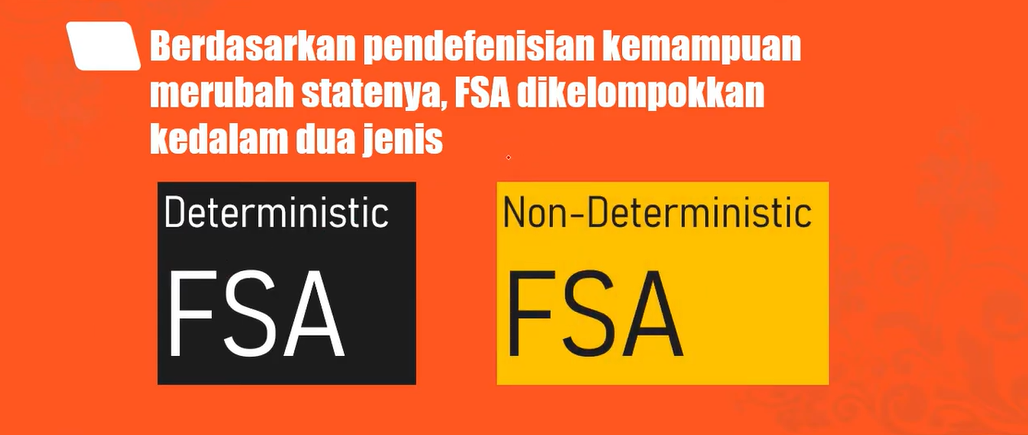 Berdasarkan pendefenisian kemampuan
merubah statenya, FSA dikelompokkan
kedalam dua jenis
Deterministic
FSA
Non-Deterministic
FSA